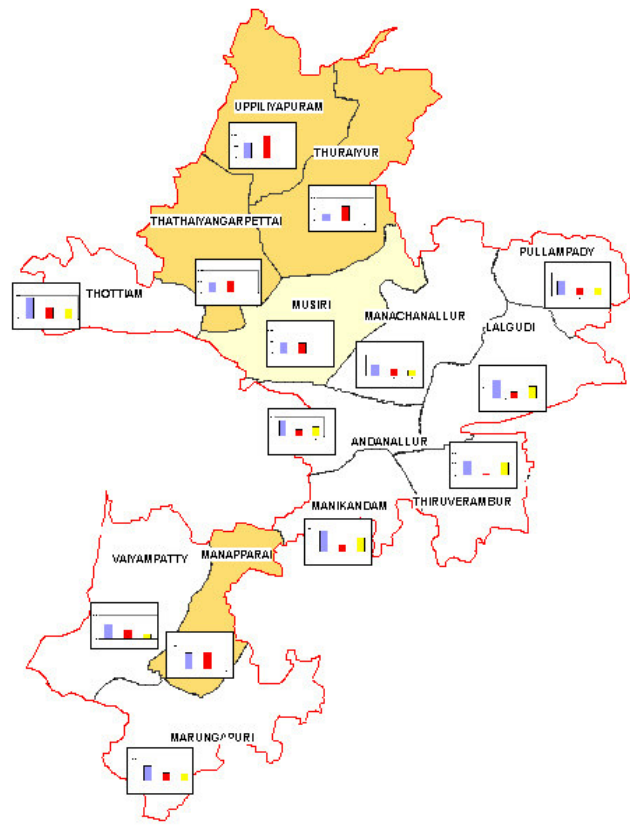 UPPILIYAPURAM
THURAIYUR
THATHAIYANGARPETTAI
PULLAMPADY
THOTTIAM
MUSIRI
MANACHANALLUR
LALGUDI
ANDANALLUR
THIRUVERAMBUR
MANIKANDAM
VAIYAMPATTY
MANAPPARAI
MARUNGAPURI